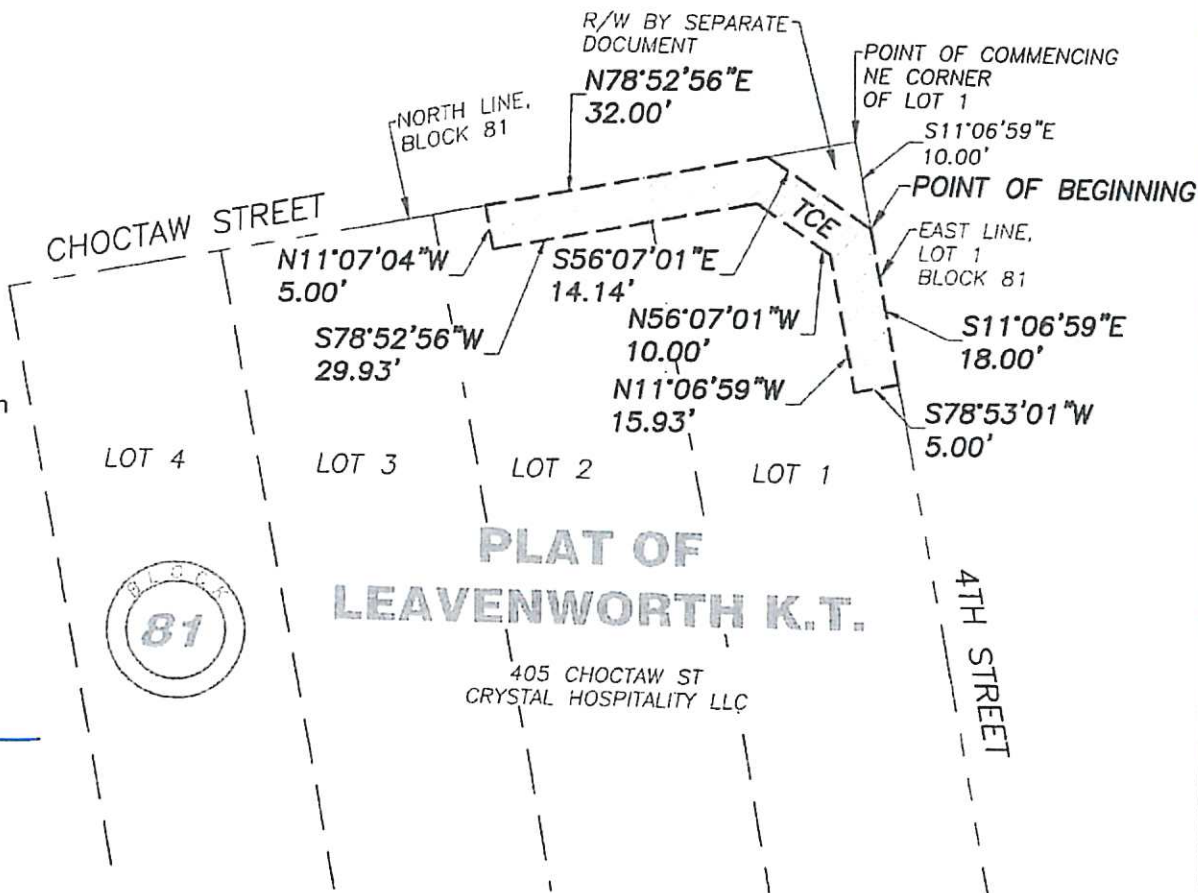 R/W BY SEPARATE
DOCUMENT
N78°52'56"E
32.00'
POINT OF COMMENCING
NE CORNER
OF LOT 1
S11°06'59"E
10.00'
NORTH LINE,
BLOCK 81
POINT OF BEGINNING
CHOCTAW STREET
TCE
EAST LINE,
LOT 1
BLOCK 81
N11°07'04"W
5.00'
S56°07'01"E
14.14'
S78°52'56"W
29.93'
N56°07'01"W
10.00'
S11°06'59"E
18.00'
N11°06'59"W
15.93'
S78°53'01"W
5.00'
LOT 4
LOT 3
LOT 2
LOT 1
PLAT OF
LEAVENWORTH K.T.
BLOCK
81
405 CHOCTAW ST
CRYSTAL HOSPITALITY LLC
4TH STREET